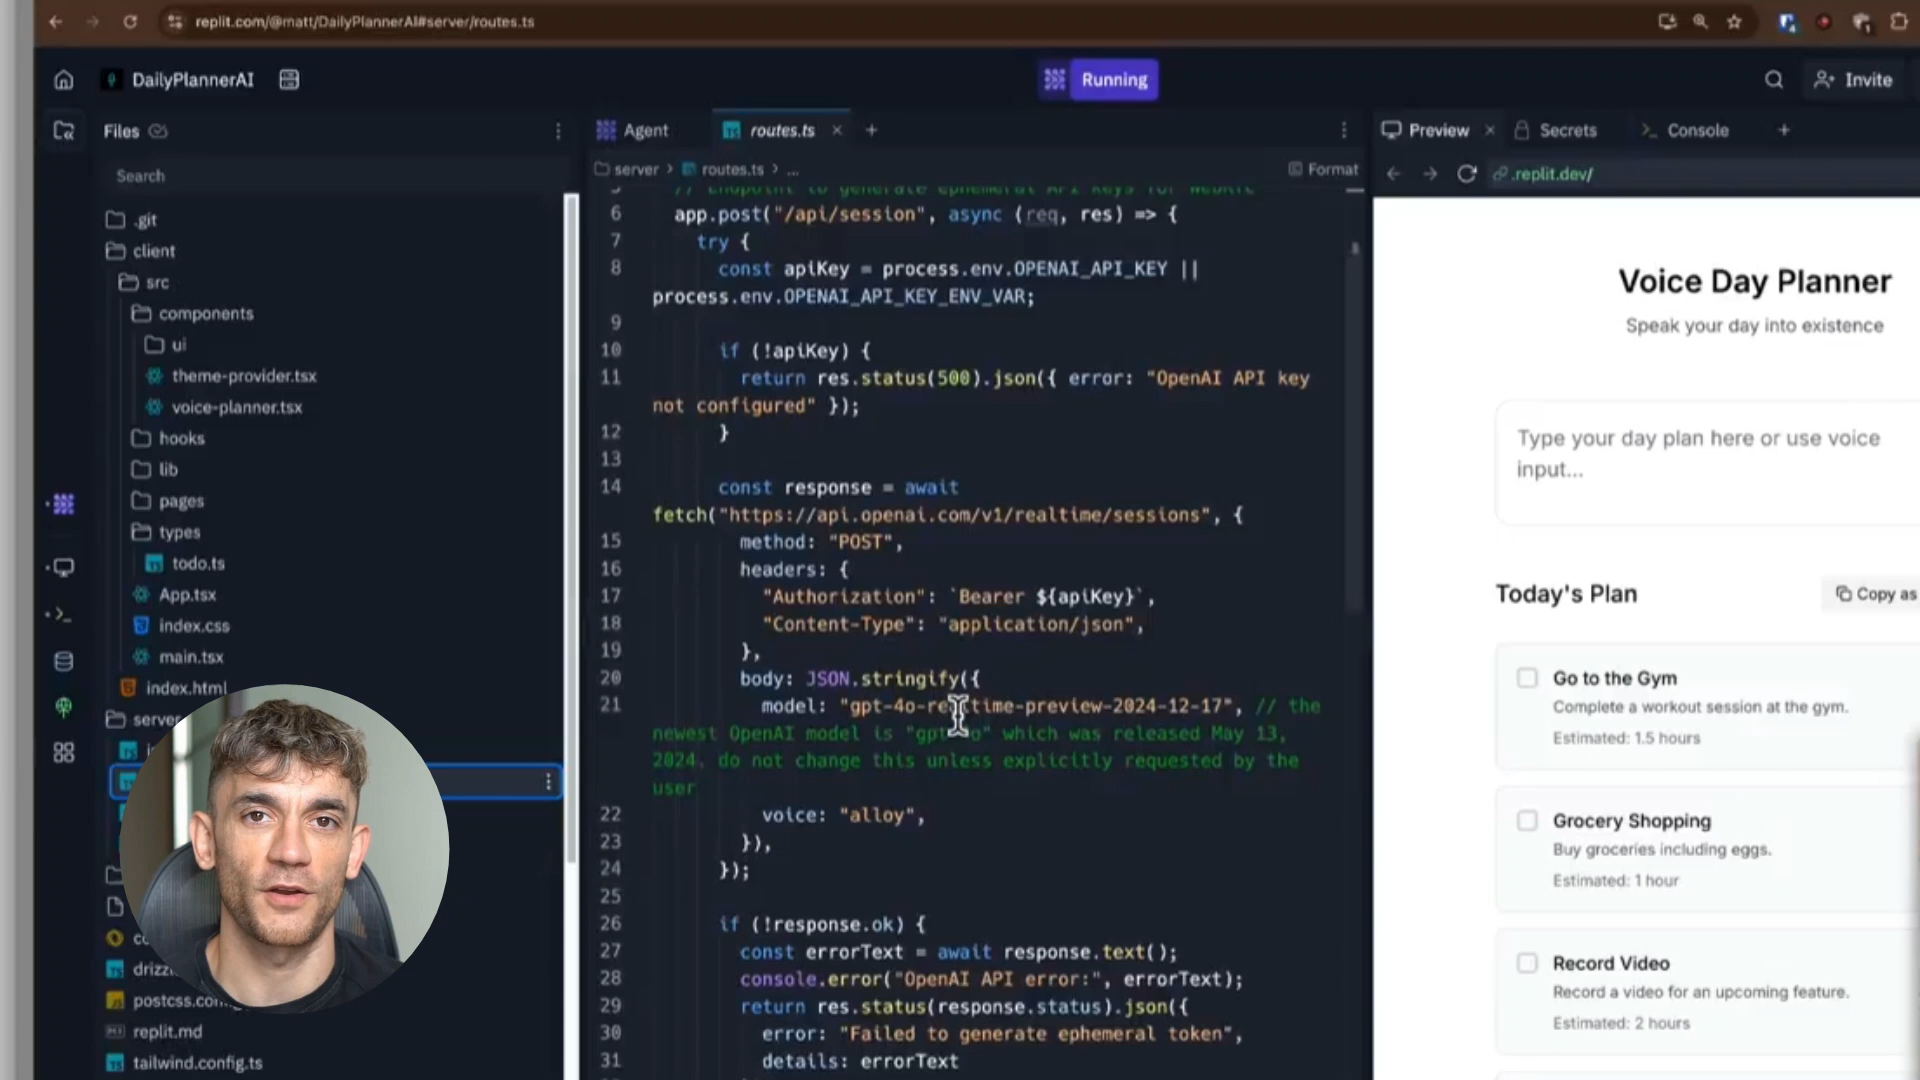 replit.com/@matt/DailyPlannerAI#server/routes.ts
DailyPlannerAI
Running
Invite
Files
Search
.git
client
src
components
ui
theme-provider.tsx
voice-planner.tsx
hooks
lib
pages
types
todo.ts
App.tsx
index.css
main.tsx
index.html
server
postcss.con
replit.md
tailwind.config.ts
Agent
routes.ts
server > routes.ts > ...
Format
// Endpoint to generate ephemeral API keys for WebRTC
6 app.post("/api/session", async (req, res) => {
7 try {
8 const apiKey = process.env.OPENAI_API_KEY ||
process.env.OPENAI_API_KEY_ENV_VAR;
9
10 if (!apiKey) {
11 return res.status(500).json({ error: "OpenAI API key
not configured" });
12 }
13
14 const response = await
fetch("https://api.openai.com/v1/realtime/sessions", {
15 method: "POST",
16 headers: {
17 "Authorization": `Bearer ${apiKey}`,
18 "Content-Type": "application/json",
19 },
20 body: JSON.stringify({
21 model: "gpt-4o-realtime-preview-2024-12-17", // the
newest OpenAI model is "gpt-4o" which was released May 13,
2024. do not change this unless explicitly requested by the
user
22 voice: "alloy",
23 }),
24 });
25
26 if (!response.ok) {
27 const errorText = await response.text();
28 console.error("OpenAI API error:", errorText);
29 return res.status(response.status).json({
30 error: "Failed to generate ephemeral token",
31 details: errorText
Preview
Secrets
Console
.replit.dev/
Voice Day Planner
Speak your day into existence
Type your day plan here or use voice
input...
Today's Plan
Copy as
Go to the Gym
Complete a workout session at the gym.
Estimated: 1.5 hours
Grocery Shopping
Buy groceries including eggs.
Estimated: 1 hour
Record Video
Record a video for an upcoming feature.
Estimated: 2 hours